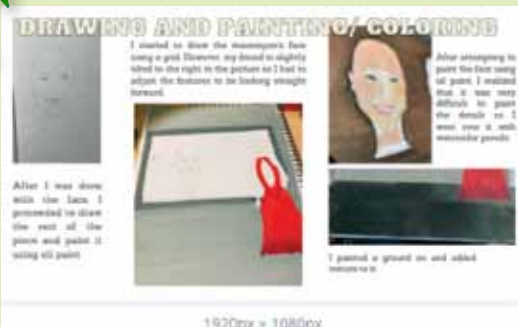 DRAWING AND PAINTING/ COLORING
I started to draw the mannequin's face
using a grid. However, my friend is slightly
tilted to the right in the picture so I had to
adjust the features to be looking straight
forward.
After attempting to
paint the face using
oil paint, I realized
that it was very
difficult to paint
the details so I
went over it with
watercolor pencils.
After I was done
with the face, I
proceeded to draw
the rest of the
piece and paint it
using oil paint.
I painted a ground on and added
texture to it.
1920px × 1080px